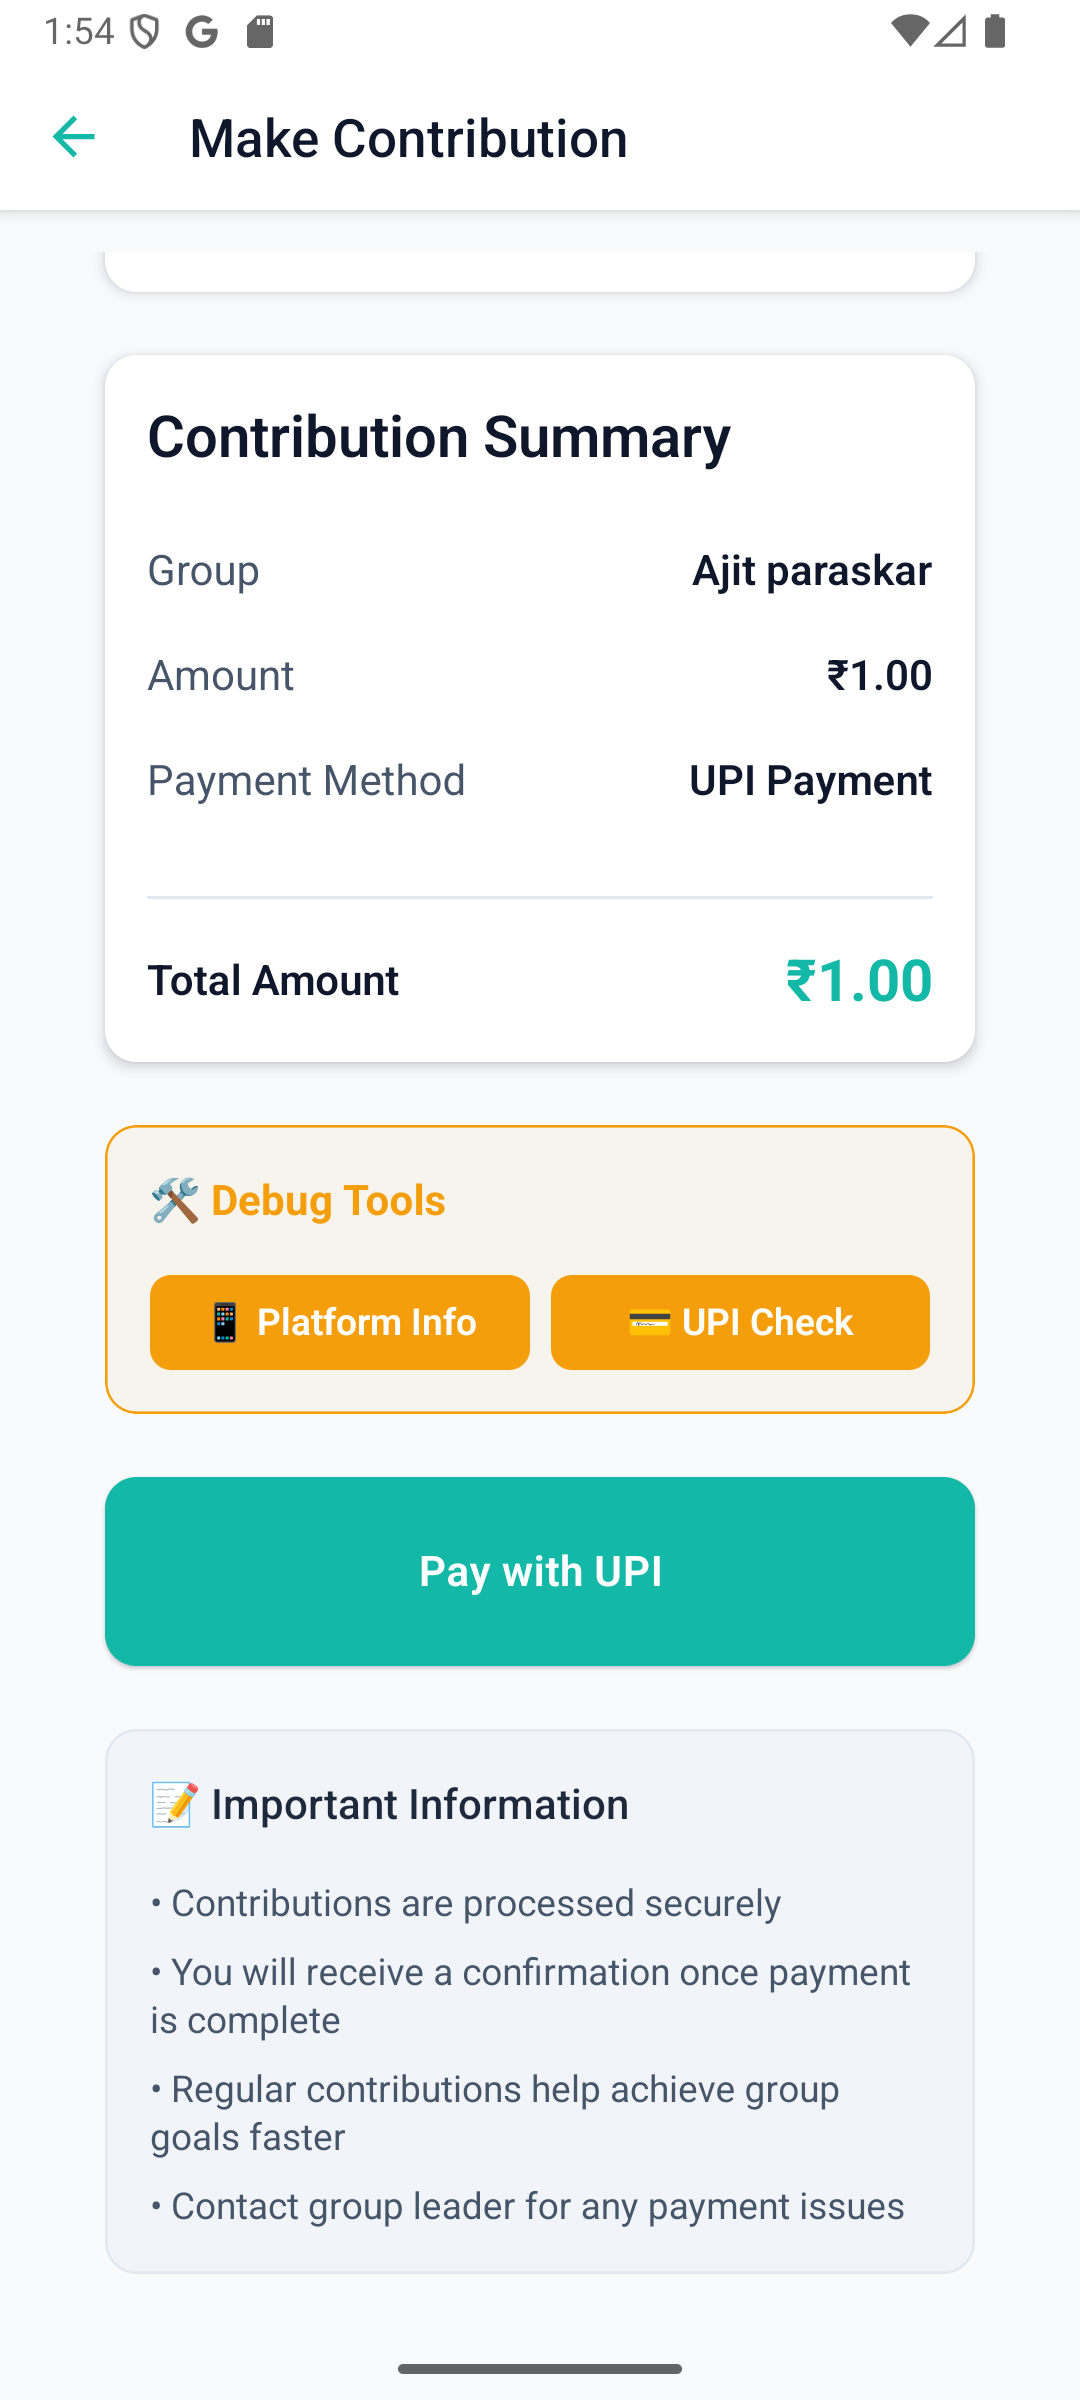 1:54
Make Contribution
Contribution Summary
Group Ajit paraskar
Amount ₹1.00
Payment Method UPI Payment
Total Amount ₹1.00
🛠️ Debug Tools
📱 Platform Info 💳 UPI Check
Pay with UPI
📝 Important Information
• Contributions are processed securely
• You will receive a confirmation once payment
is complete
• Regular contributions help achieve group
goals faster
• Contact group leader for any payment issues